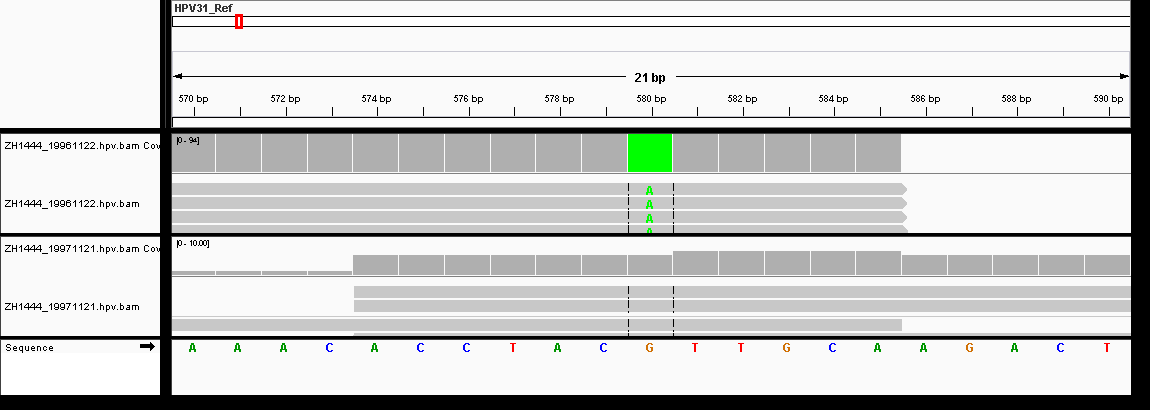 HPV31_Ref
21 bp
570 bp 572 bp 574 bp 576 bp 578 bp 580 bp 582 bp 584 bp 586 bp 588 bp 590 bp
ZH1444_19961122.hpv.bam Cov
[0 - 94]
ZH1444_19961122.hpv.bam
A
A
A
A
ZH1444_19971121.hpv.bam Cov
[0 - 10.00]
ZH1444_19971121.hpv.bam
Sequence
A A A C A C C T A C G T T G C A A G A C T